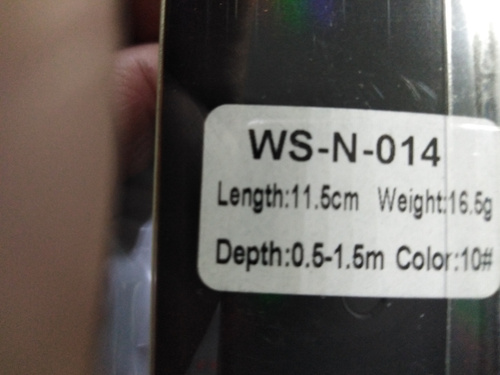 WS-N-014
Length:11.5cm Weight:16.5g
Depth:0.5-1.5m Color:10#